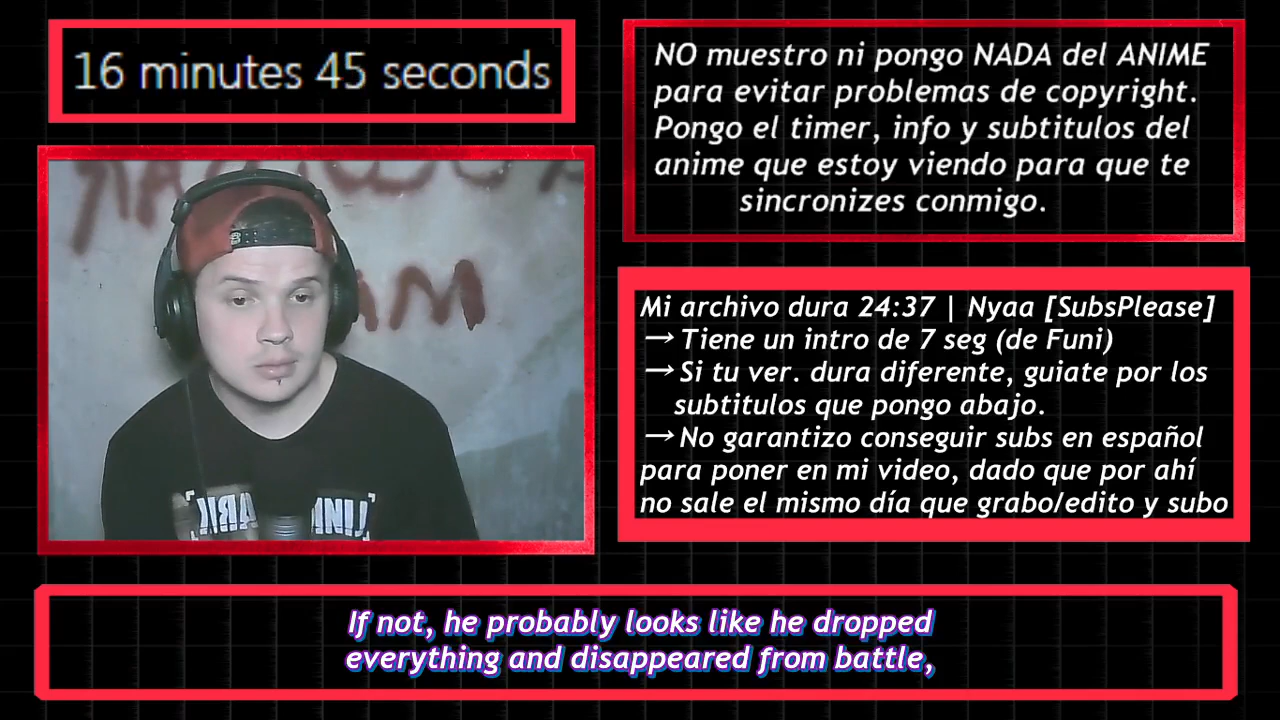 16 minutes 45 seconds
NO muestro ni pongo NADA del ANIME
para evitar problemas de copyright.
Pongo el timer, info y subtitulos del
anime que estoy viendo para que te
sincronizes conmigo.
Mi archivo dura 24:37 | Nyaa [SubsPlease]
→ Tiene un intro de 7 seg (de Funi)
→ Si tu ver. dura diferente, guiate por los
subtitulos que pongo abajo.
→ No garantizo conseguir subs en español
para poner en mi video, dado que por ahí
no sale el mismo día que grabo/edito y subo
If not, he probably looks like he dropped
everything and disappeared from battle,